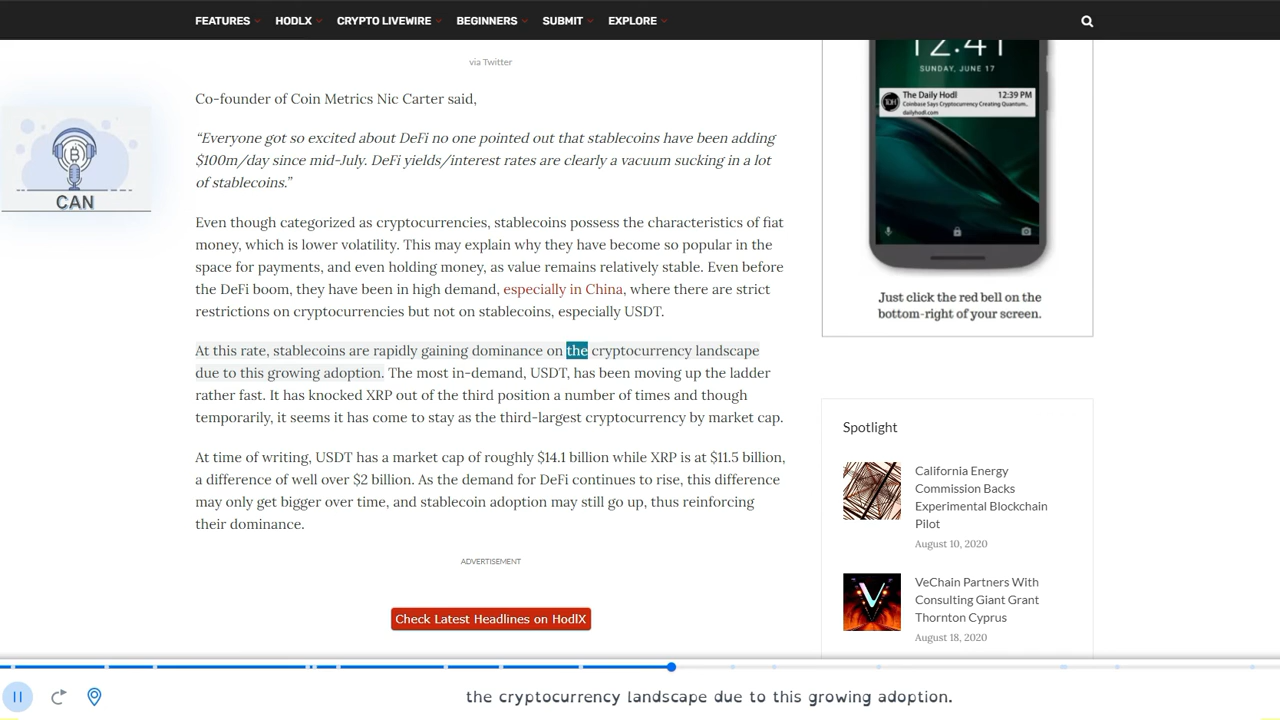 FEATURES HODLX CRYPTO LIVEWIRE BEGINNERS SUBMIT EXPLORE
via Twitter
Co-founder of Coin Metrics Nic Carter said,
“Everyone got so excited about DeFi no one pointed out that stablecoins have been adding
$100m/day since mid-July. DeFi yields/interest rates are clearly a vacuum sucking in a lot
of stablecoins.”
CAN
Even though categorized as cryptocurrencies, stablecoins possess the characteristics of fiat
money, which is lower volatility. This may explain why they have become so popular in the
space for payments, and even holding money, as value remains relatively stable. Even before
the DeFi boom, they have been in high demand, especially in China, where there are strict
restrictions on cryptocurrencies but not on stablecoins, especially USDT.
At this rate, stablecoins are rapidly gaining dominance on the cryptocurrency landscape
due to this growing adoption. The most in-demand, USDT, has been moving up the ladder
rather fast. It has knocked XRP out of the third position a number of times and though
temporarily, it seems it has come to stay as the third-largest cryptocurrency by market cap.
At time of writing, USDT has a market cap of roughly $14.1 billion while XRP is at $11.5 billion,
a difference of well over $2 billion. As the demand for DeFi continues to rise, this difference
may only get bigger over time, and stablecoin adoption may still go up, thus reinforcing
their dominance.
ADVERTISEMENT
Check Latest Headlines on HodlX
12:41
SUNDAY, JUNE 17
The Daily Hodl 12:39 PM
Coinbase Says Cryptocurrency Creating Quantum..
dailyhodl.com
Just click the red bell on the
bottom-right of your screen.
Spotlight
California Energy
Commission Backs
Experimental Blockchain
Pilot
August 10, 2020
VeChain Partners With
Consulting Giant Grant
Thornton Cyprus
August 18, 2020
the cryptocurrency landscape due to this growing adoption.